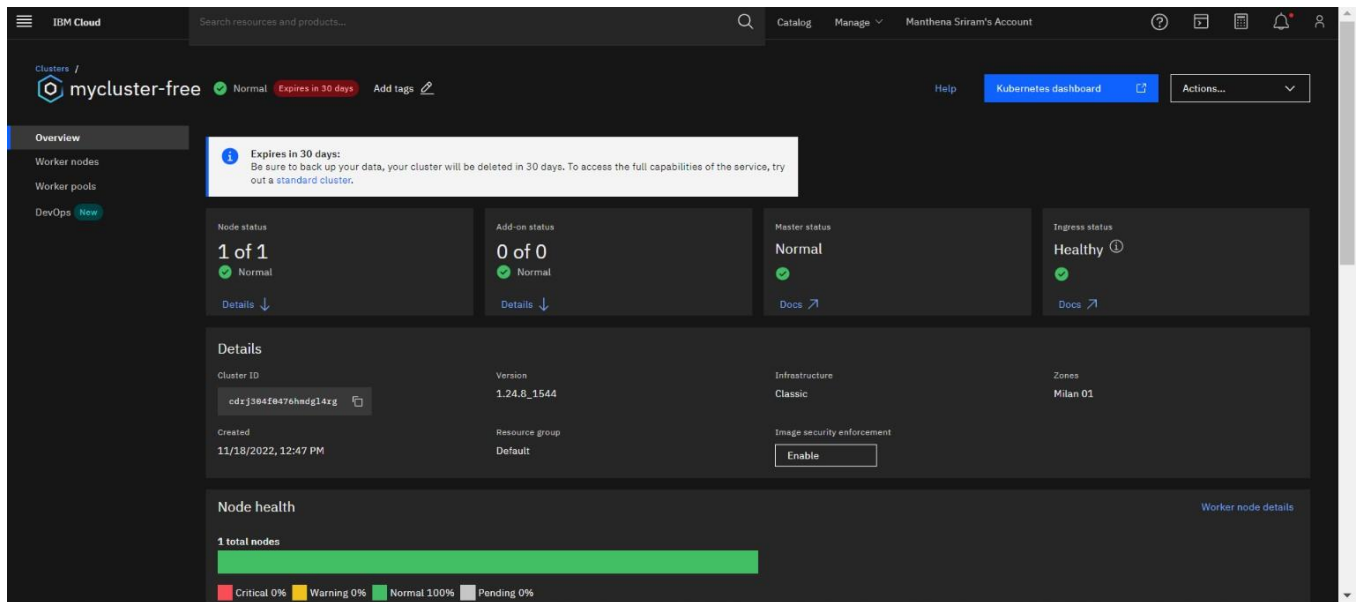 IBM Cloud
Search resources and products...
Catalog
Manage
Manthena Sriram's Account
Clusters /
mycluster-free
Normal
Expires in 30 days
Add tags
Help
Kubernetes dashboard
Actions...
Overview
Worker nodes
Worker pools
DevOps New
Expires in 30 days:
Be sure to back up your data, your cluster will be deleted in 30 days. To access the full capabilities of the service, try
out a standard cluster.
Node status
1 of 1
Normal
Details
Add-on status
0 of 0
Normal
Details
Master status
Normal
Docs
Ingress status
Healthy
Docs
Details
Cluster ID
cdrj304f0476hmdgl4rg
Version
1.24.8_1544
Infrastructure
Classic
Zones
Milan 01
Created
11/18/2022, 12:47 PM
Resource group
Default
Image security enforcement
Enable
Node health
Worker node details
1 total nodes
Critical 0% Warning 0% Normal 100% Pending 0%